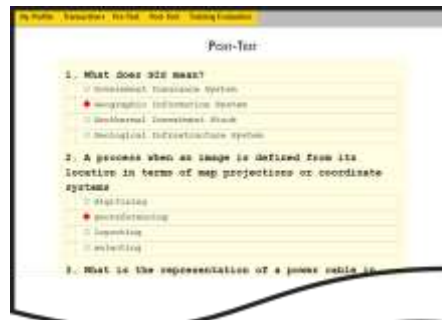 My Profile Transactions Pre-Test Post-Test Training Evaluation
Post-Test
1. What does GIS mean?
Government Insurance System
Geographic Information System
Geothermal Investment Stock
Geological Infrastructure System
2. A process when an image is defined from its
location in terms of map projections or coordinate
systems
digitizing
georeferencing
layouting
selecting
3. What is the representation of a power cable in